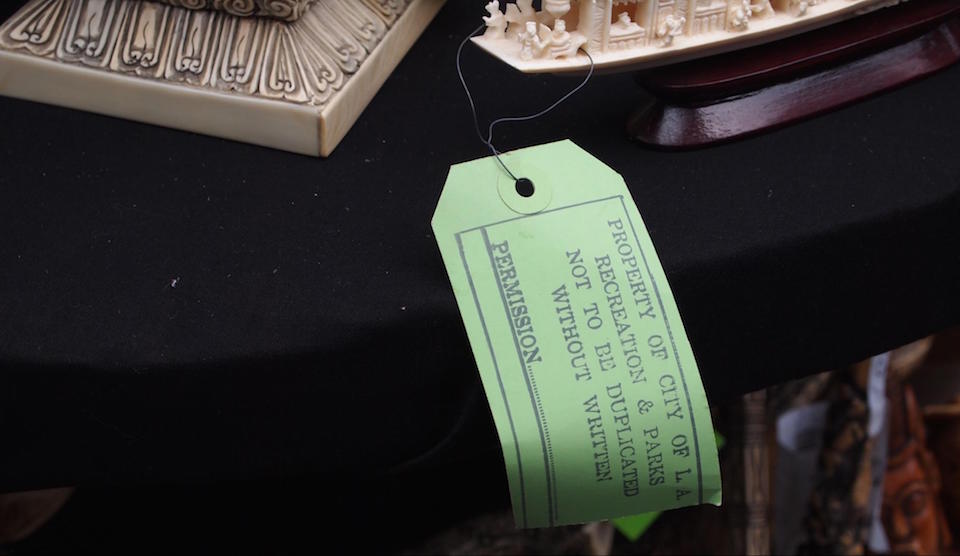 PROPERTY OF CITY OF L A
RECREATION & PARKS
NOT TO BE DUPLICATED
WITHOUT WRITTEN
PERMISSION